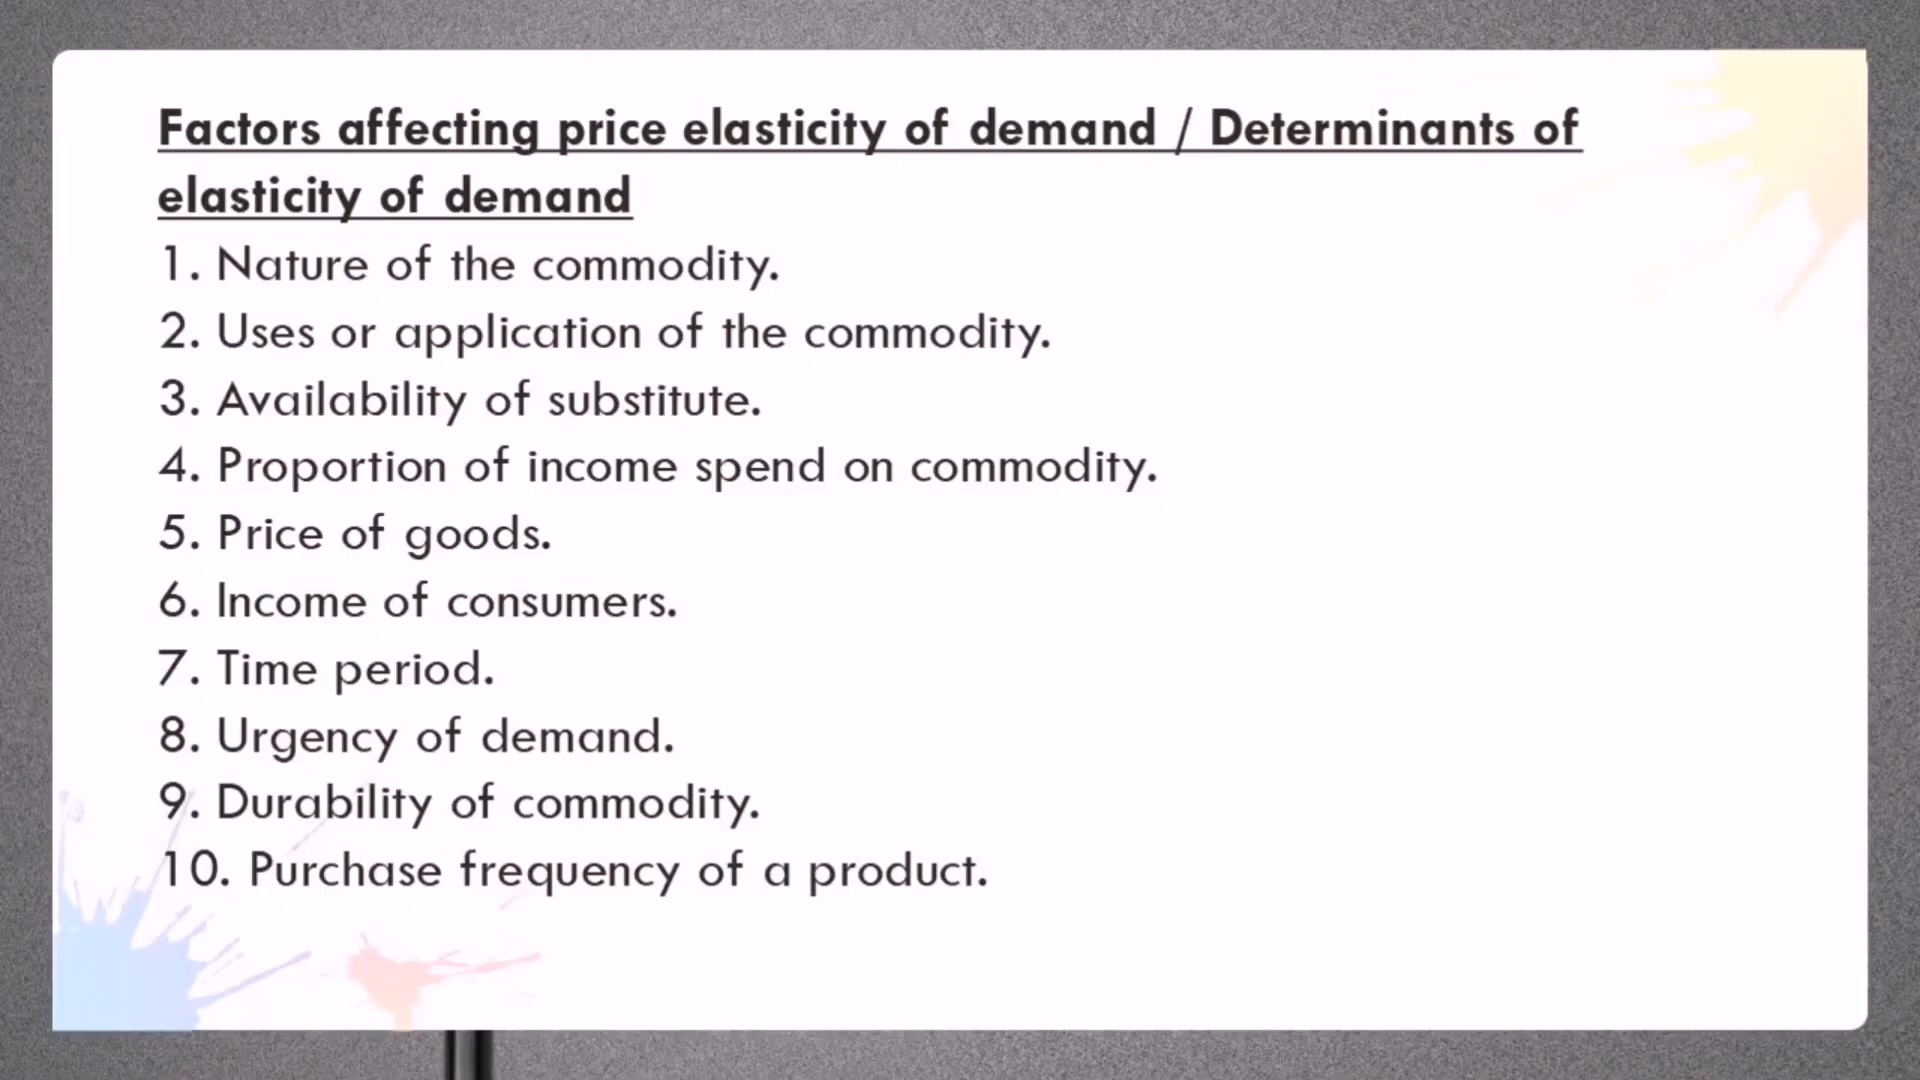 Factors affecting price elasticity of demand / Determinants of
elasticity of demand
1. Nature of the commodity.
2. Uses or application of the commodity.
3. Availability of substitute.
4. Proportion of income spend on commodity.
5. Price of goods.
6. Income of consumers.
7. Time period.
8. Urgency of demand.
9. Durability of commodity.
10. Purchase frequency of a product.